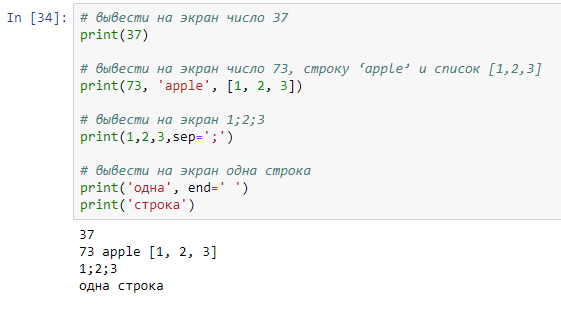 In [34]: # вывести на экран число 37
print(37)
# вывести на экран число 73, строку ‘apple’ и список [1,2,3]
print(73, 'apple', [1, 2, 3])
# вывести на экран 1;2;3
print(1,2,3,sep=';')
# вывести на экран одна строка
print('одна', end=' ')
print('строка')
37
73 apple [1, 2, 3]
1;2;3
одна строка